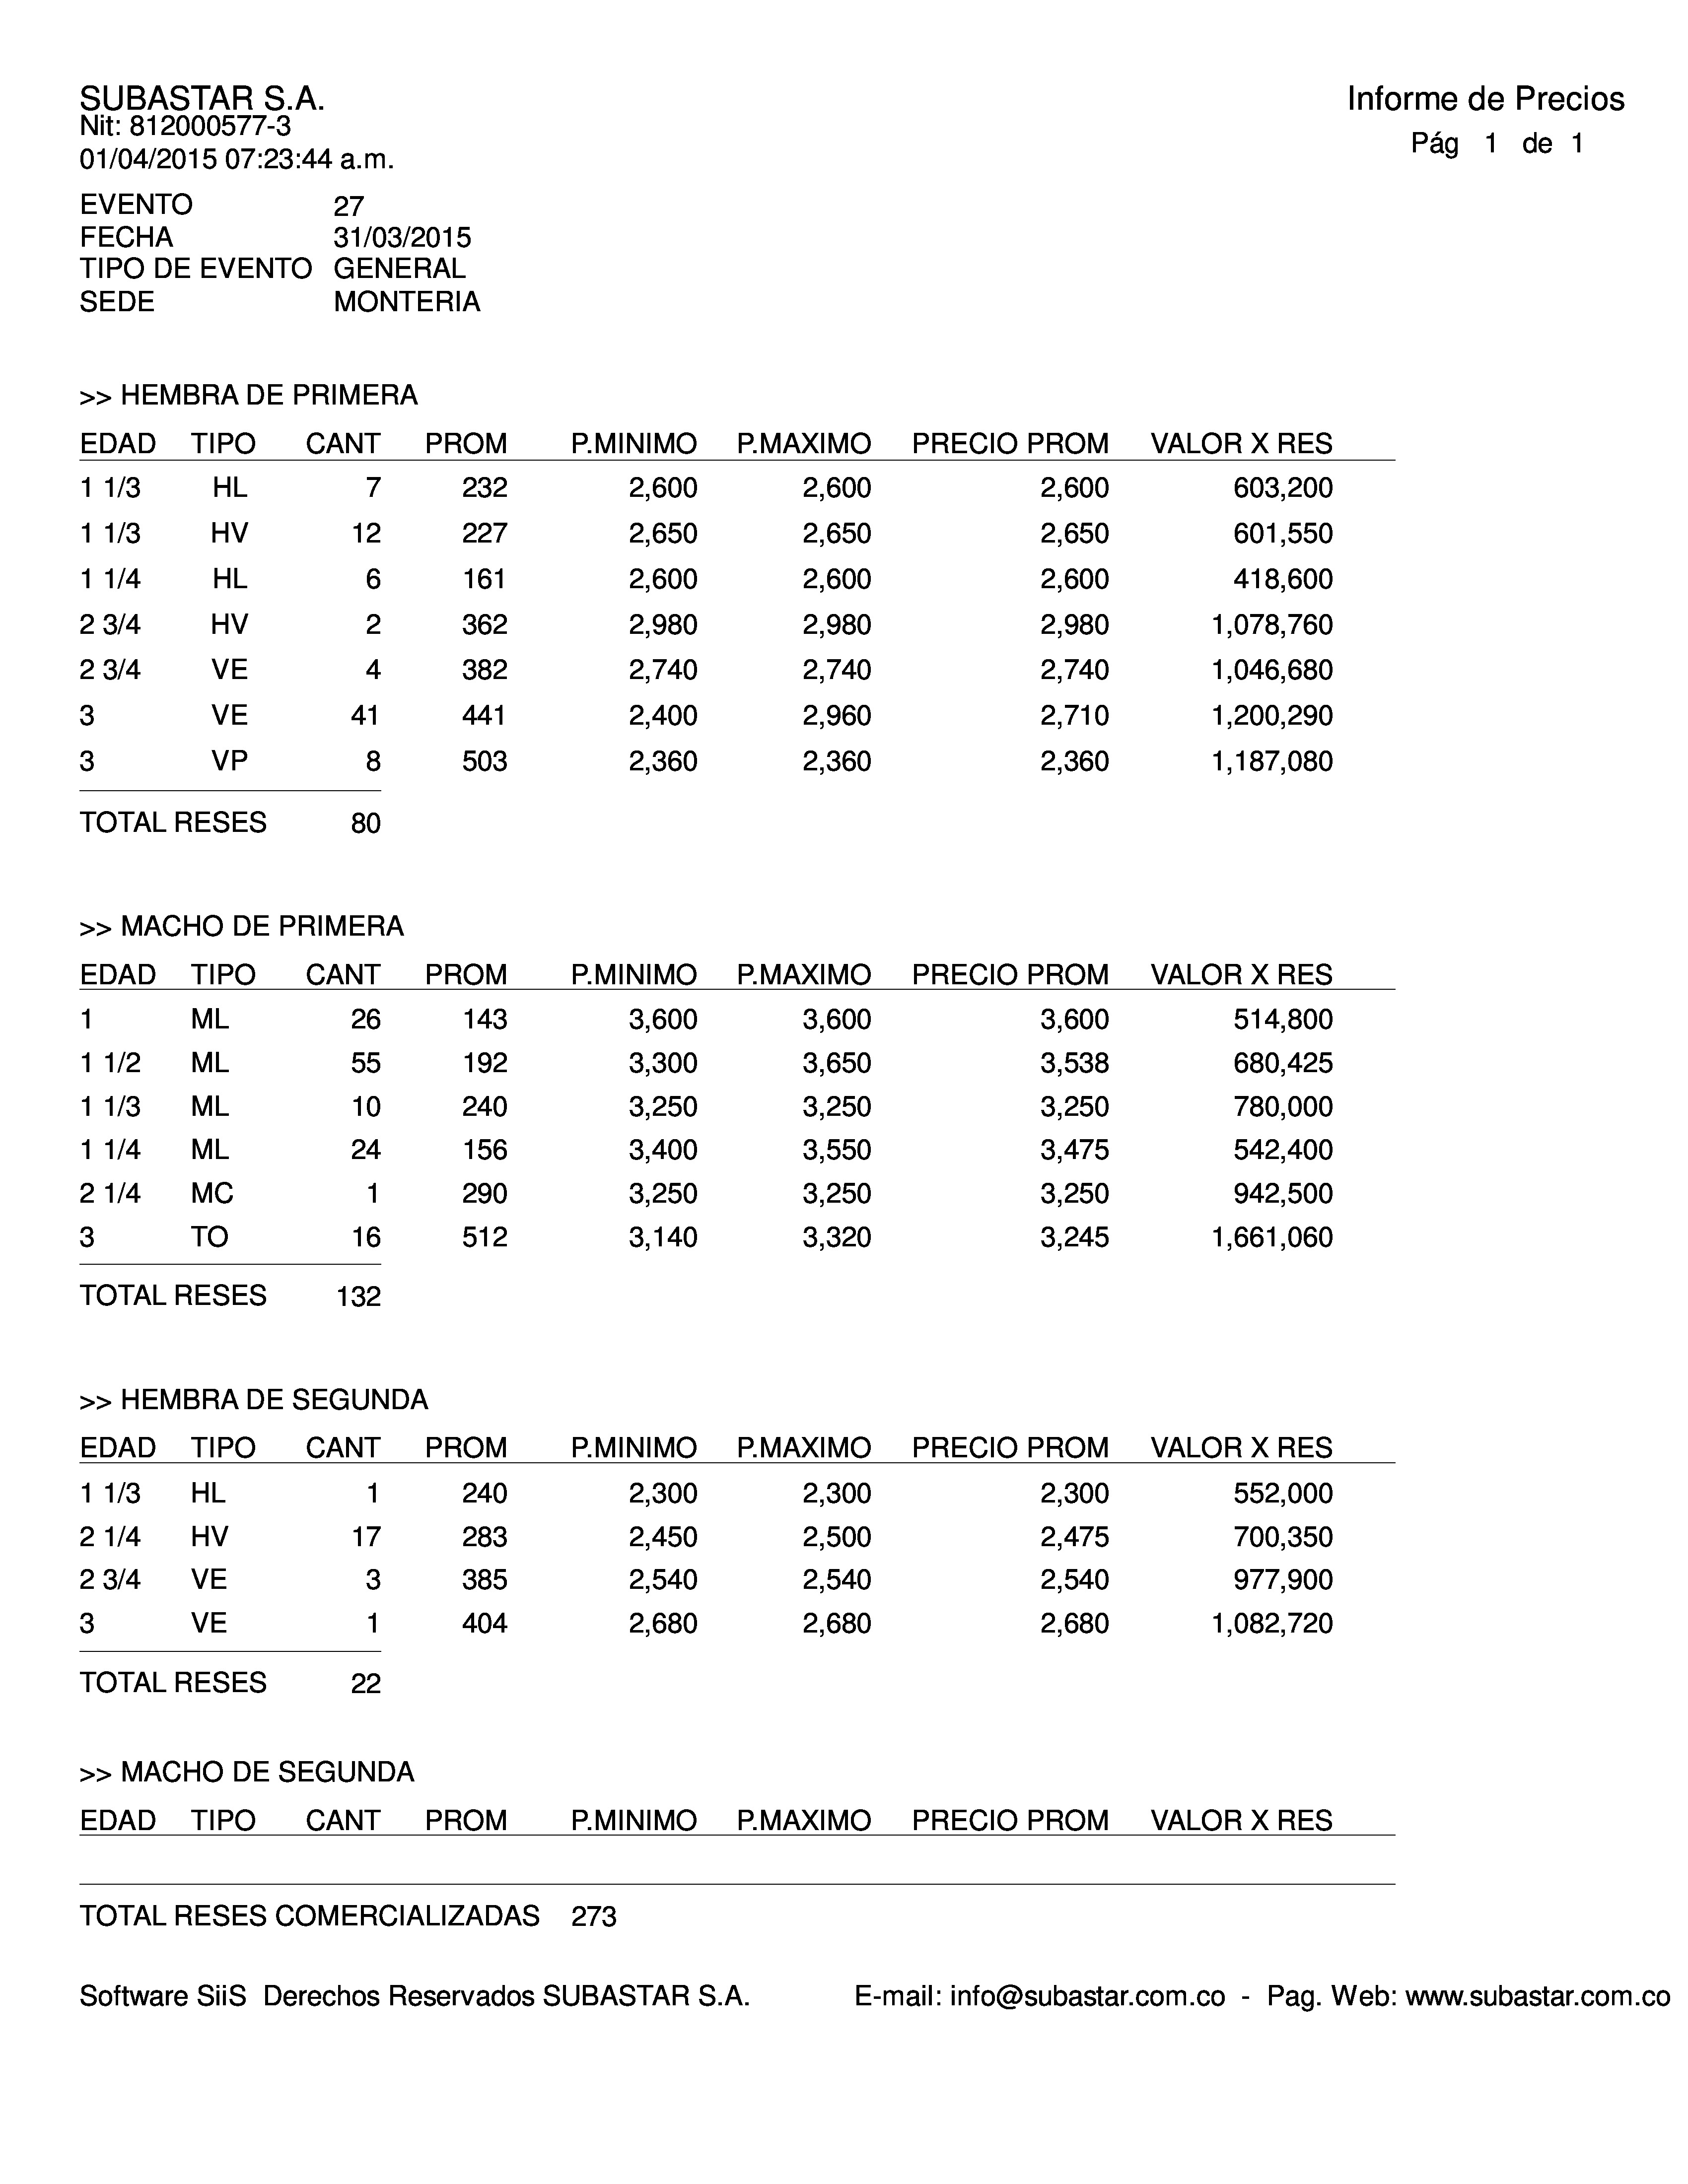 SUBASTAR S.A.
Informe de Precios
Nit: 812000577-3
Pág 1 de 1
01/04/2015 07:23:44 a.m.
EVENTO 27
FECHA 31/03/2015
TIPO DE EVENTO GENERAL
SEDE MONTERIA
>> HEMBRA DE PRIMERA
EDAD TIPO CANT PROM P.MINIMO P.MAXIMO PRECIO PROM VALOR X RES
1 1/3 HL 7 232 2,600 2,600 2,600 603,200
1 1/3 HV 12 227 2,650 2,650 2,650 601,550
1 1/4 HL 6 161 2,600 2,600 2,600 418,600
2 3/4 HV 2 362 2,980 2,980 2,980 1,078,760
2 3/4 VE 4 382 2,740 2,740 2,740 1,046,680
3 VE 41 441 2,400 2,960 2,710 1,200,290
3 VP 8 503 2,360 2,360 2,360 1,187,080
TOTAL RESES 80
>> MACHO DE PRIMERA
EDAD TIPO CANT PROM P.MINIMO P.MAXIMO PRECIO PROM VALOR X RES
1 ML 26 143 3,600 3,600 3,600 514,800
1 1/2 ML 55 192 3,300 3,650 3,538 680,425
1 1/3 ML 10 240 3,250 3,250 3,250 780,000
1 1/4 ML 24 156 3,400 3,550 3,475 542,400
2 1/4 MC 1 290 3,250 3,250 3,250 942,500
3 TO 16 512 3,140 3,320 3,245 1,661,060
TOTAL RESES 132
>> HEMBRA DE SEGUNDA
EDAD TIPO CANT PROM P.MINIMO P.MAXIMO PRECIO PROM VALOR X RES
1 1/3 HL 1 240 2,300 2,300 2,300 552,000
2 1/4 HV 17 283 2,450 2,500 2,475 700,350
2 3/4 VE 3 385 2,540 2,540 2,540 977,900
3 VE 1 404 2,680 2,680 2,680 1,082,720
TOTAL RESES 22
>> MACHO DE SEGUNDA
EDAD TIPO CANT PROM P.MINIMO P.MAXIMO PRECIO PROM VALOR X RES
TOTAL RESES COMERCIALIZADAS 273
Software SiiS Derechos Reservados SUBASTAR S.A. E-mail: info@subastar.com.co - Pag. Web: www.subastar.com.co